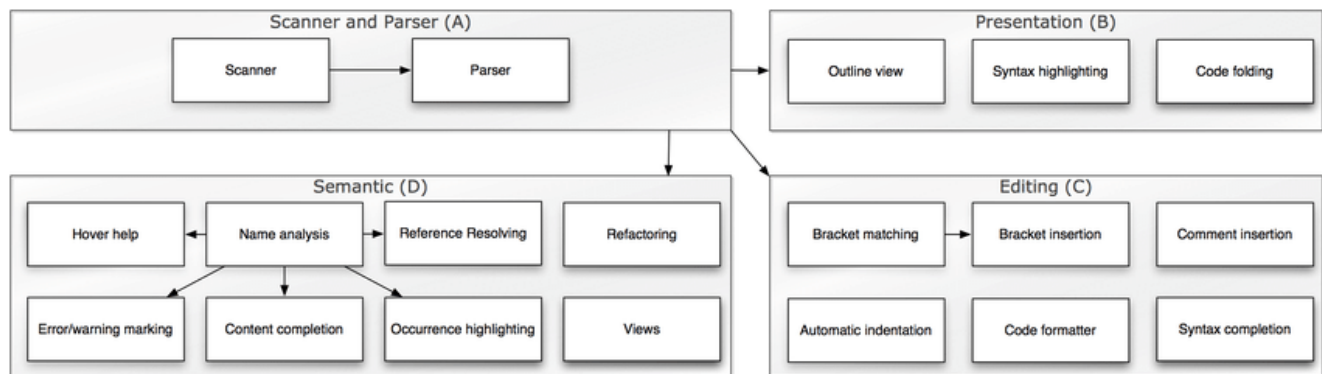 Scanner and Parser (A)
Scanner
Parser
Presentation (B)
Outline view
Syntax highlighting
Code folding
Semantic (D)
Hover help
Name analysis
Reference Resolving
Refactoring
Error/warning marking
Content completion
Occurrence highlighting
Views
Editing (C)
Bracket matching
Bracket insertion
Comment insertion
Automatic indentation
Code formatter
Syntax completion